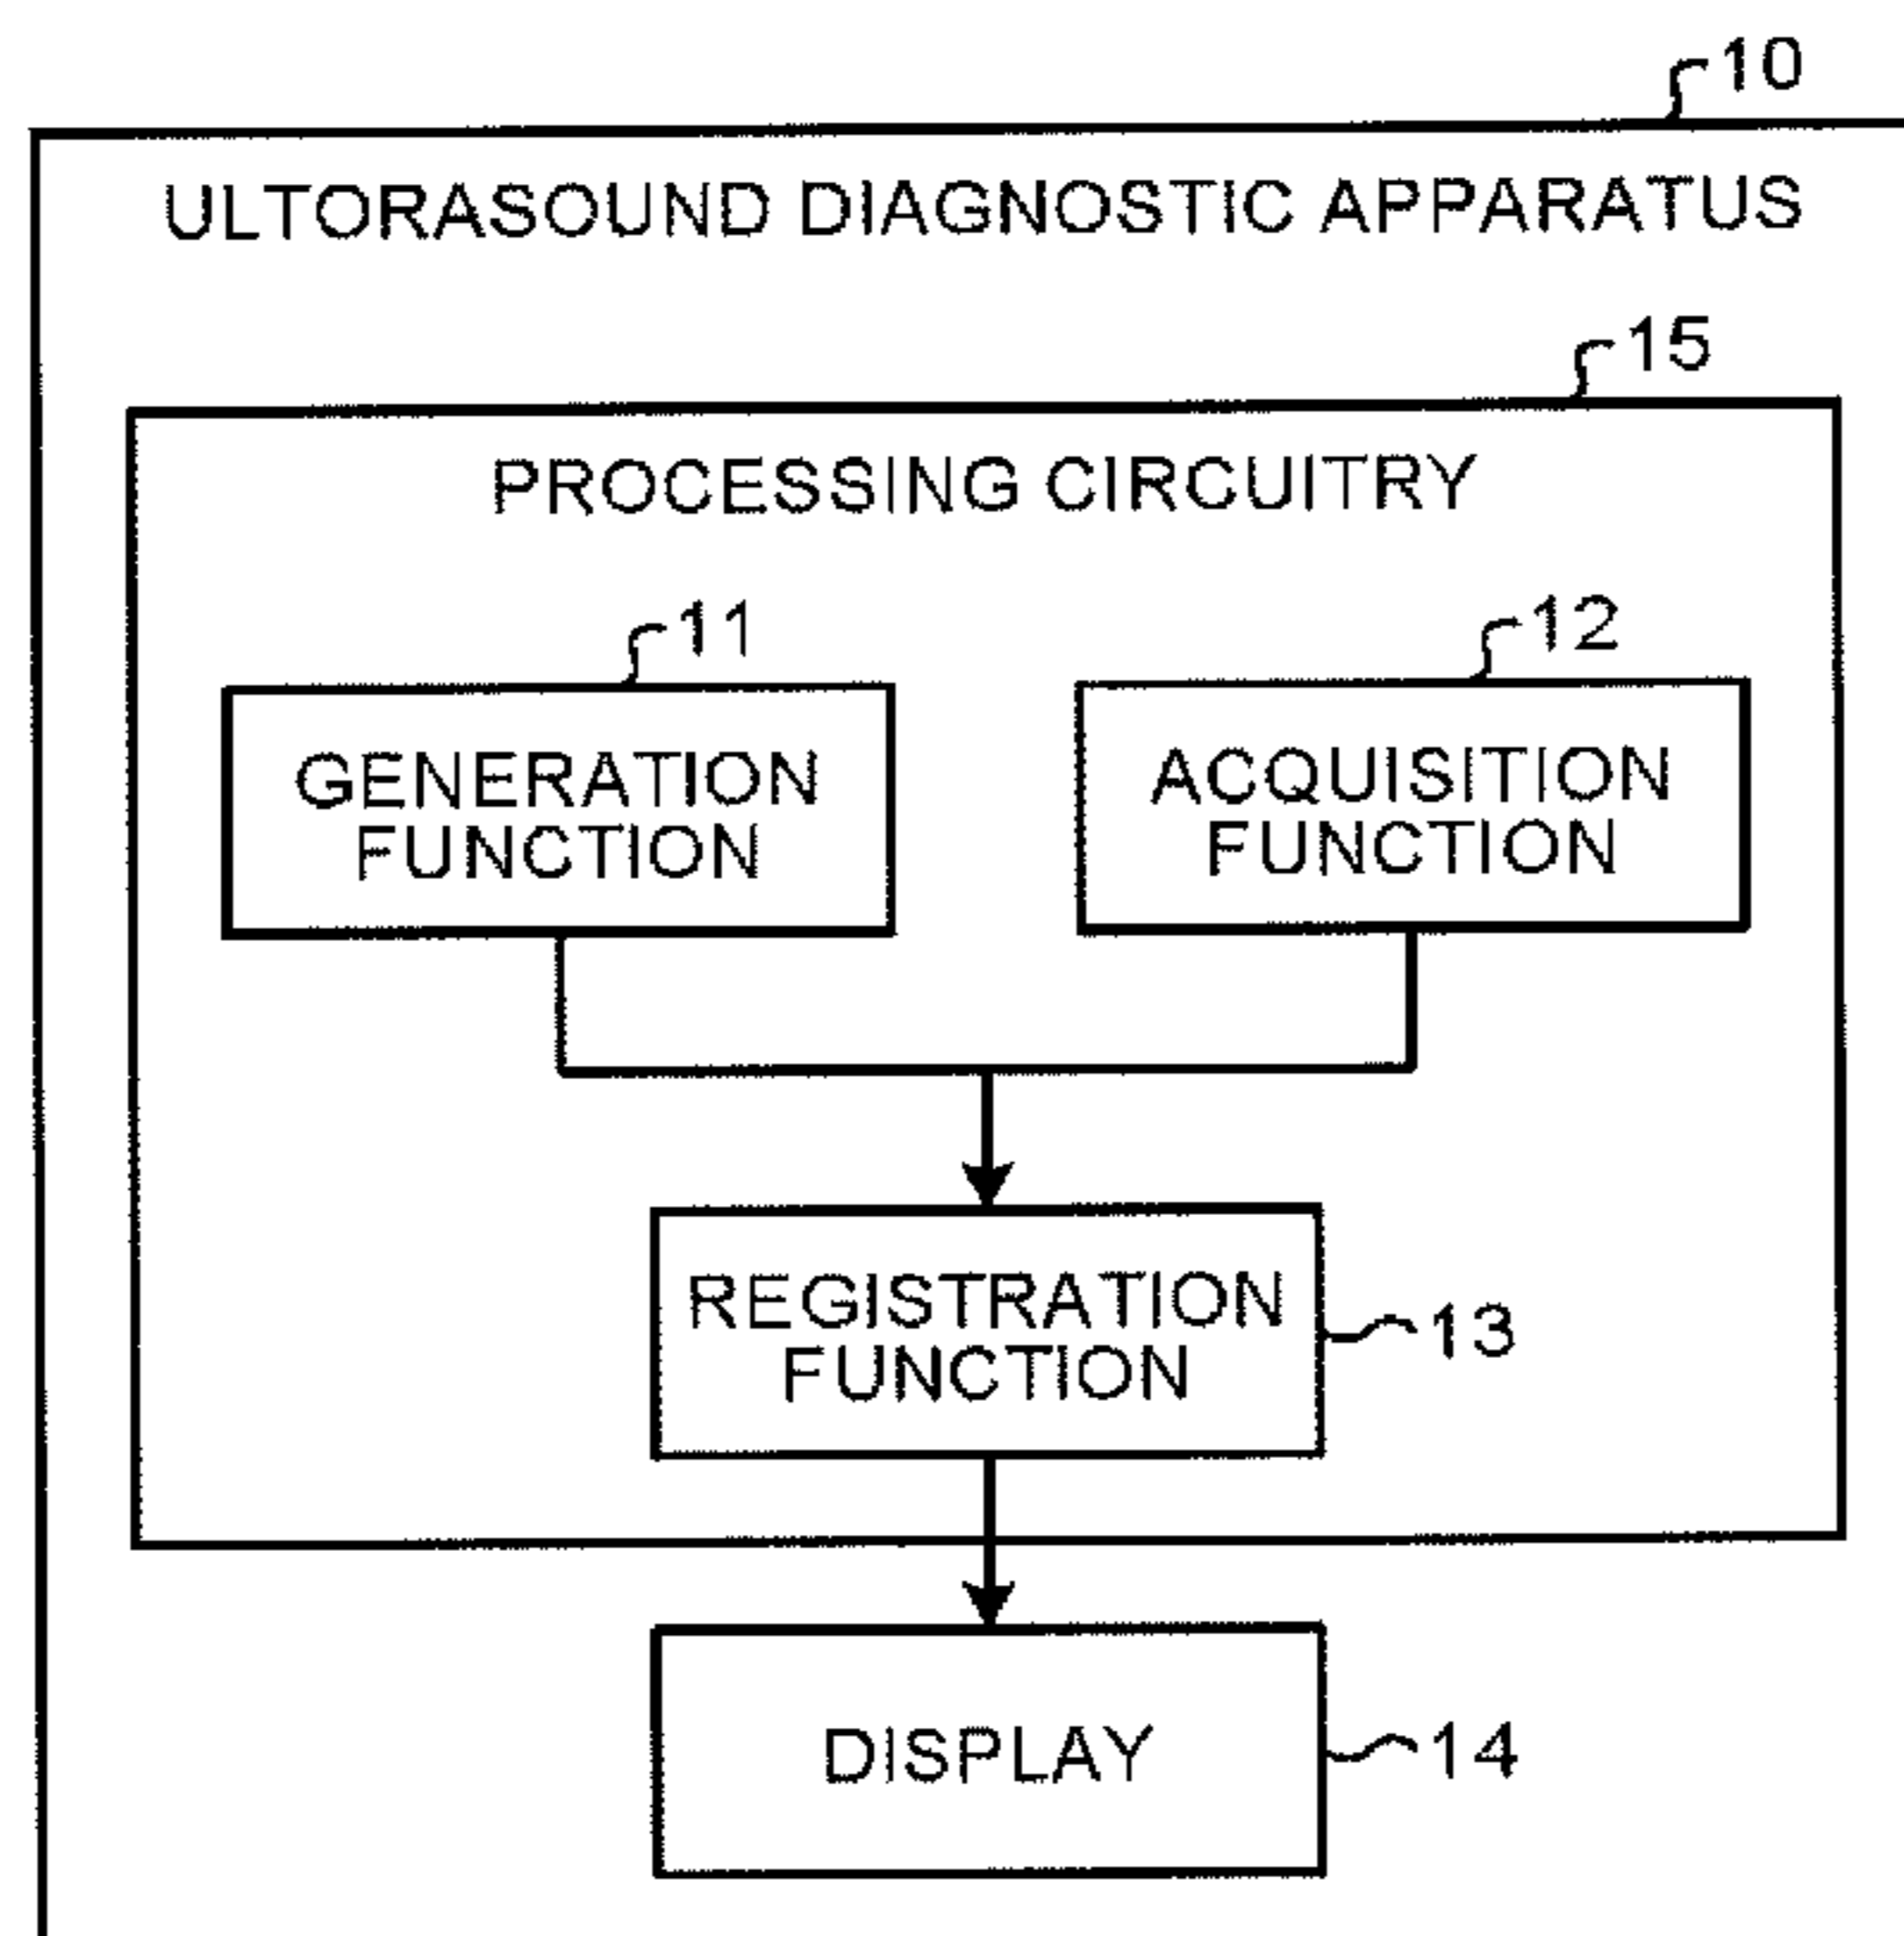 10
ULTORASOUND DIAGNOSTIC APPARATUS
15
PROCESSING CIRCUITRY
11
12
GENERATION
FUNCTION
ACQUISITION
FUNCTION
REGISTRATION
FUNCTION
13
DISPLAY
14